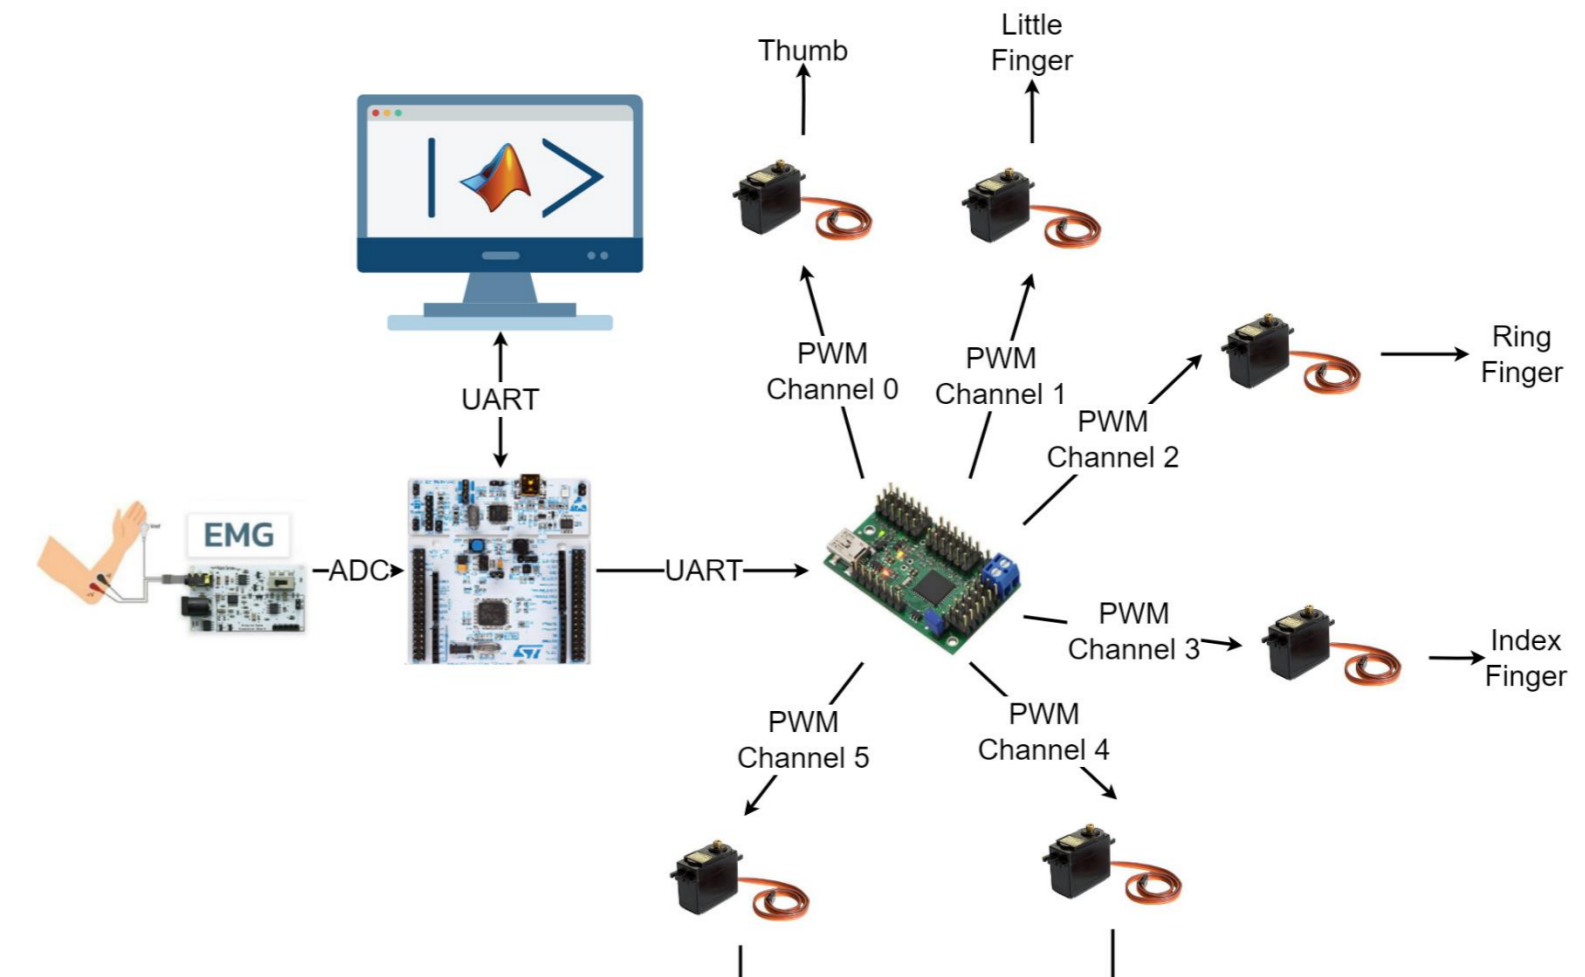 Little
Finger
Thumb
PWM
Channel 0
PWM
Channel 1
Ring
Finger
UART
PWM
Channel 2
EMG
ADC
UART
PWM
Channel 3
Index
Finger
ST
PWM
Channel 5
PWM
Channel 4